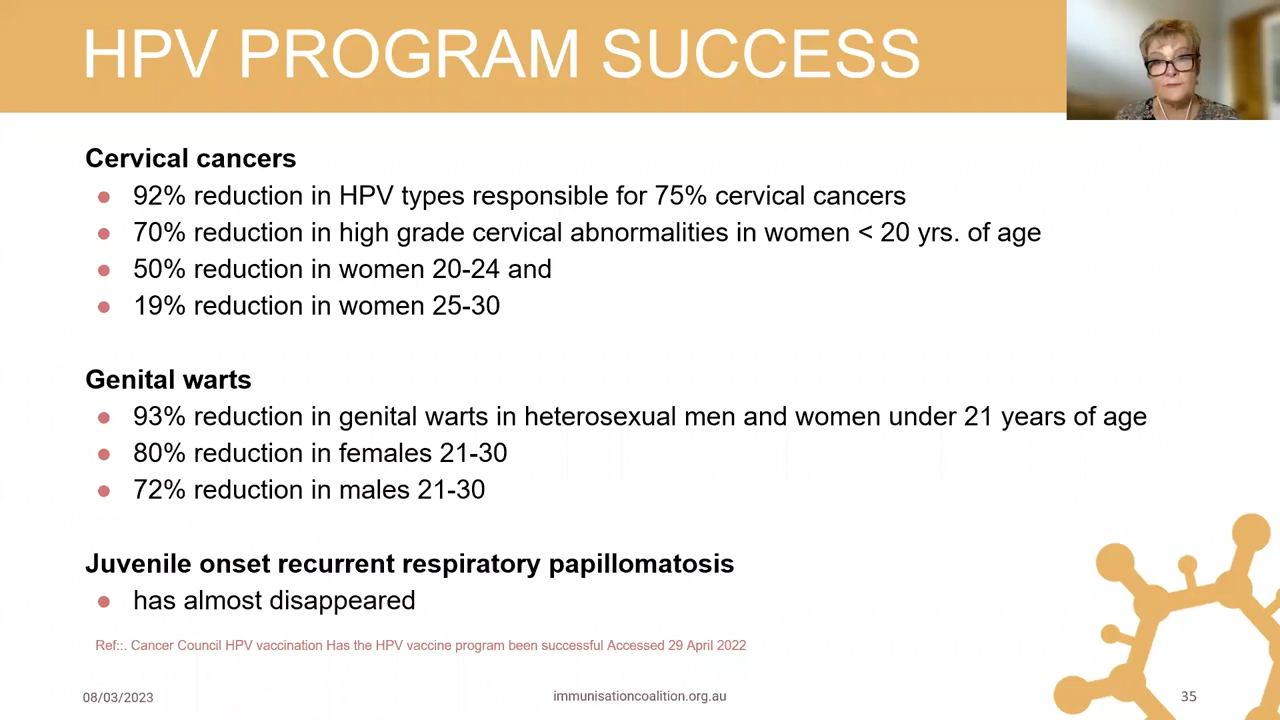 HPV PROGRAM SUCCESS
Cervical cancers
92% reduction in HPV types responsible for 75% cervical cancers
70% reduction in high grade cervical abnormalities in women < 20 yrs. of age
50% reduction in women 20-24 and
19% reduction in women 25-30
Genital warts
93% reduction in genital warts in heterosexual men and women under 21 years of age
80% reduction in females 21-30
72% reduction in males 21-30
Juvenile onset recurrent respiratory papillomatosis
has almost disappeared
Ref::. Cancer Council HPV vaccination Has the HPV vaccine program been successful Accessed 29 April 2022
08/03/2023
immunisationcoalition.org.au
35